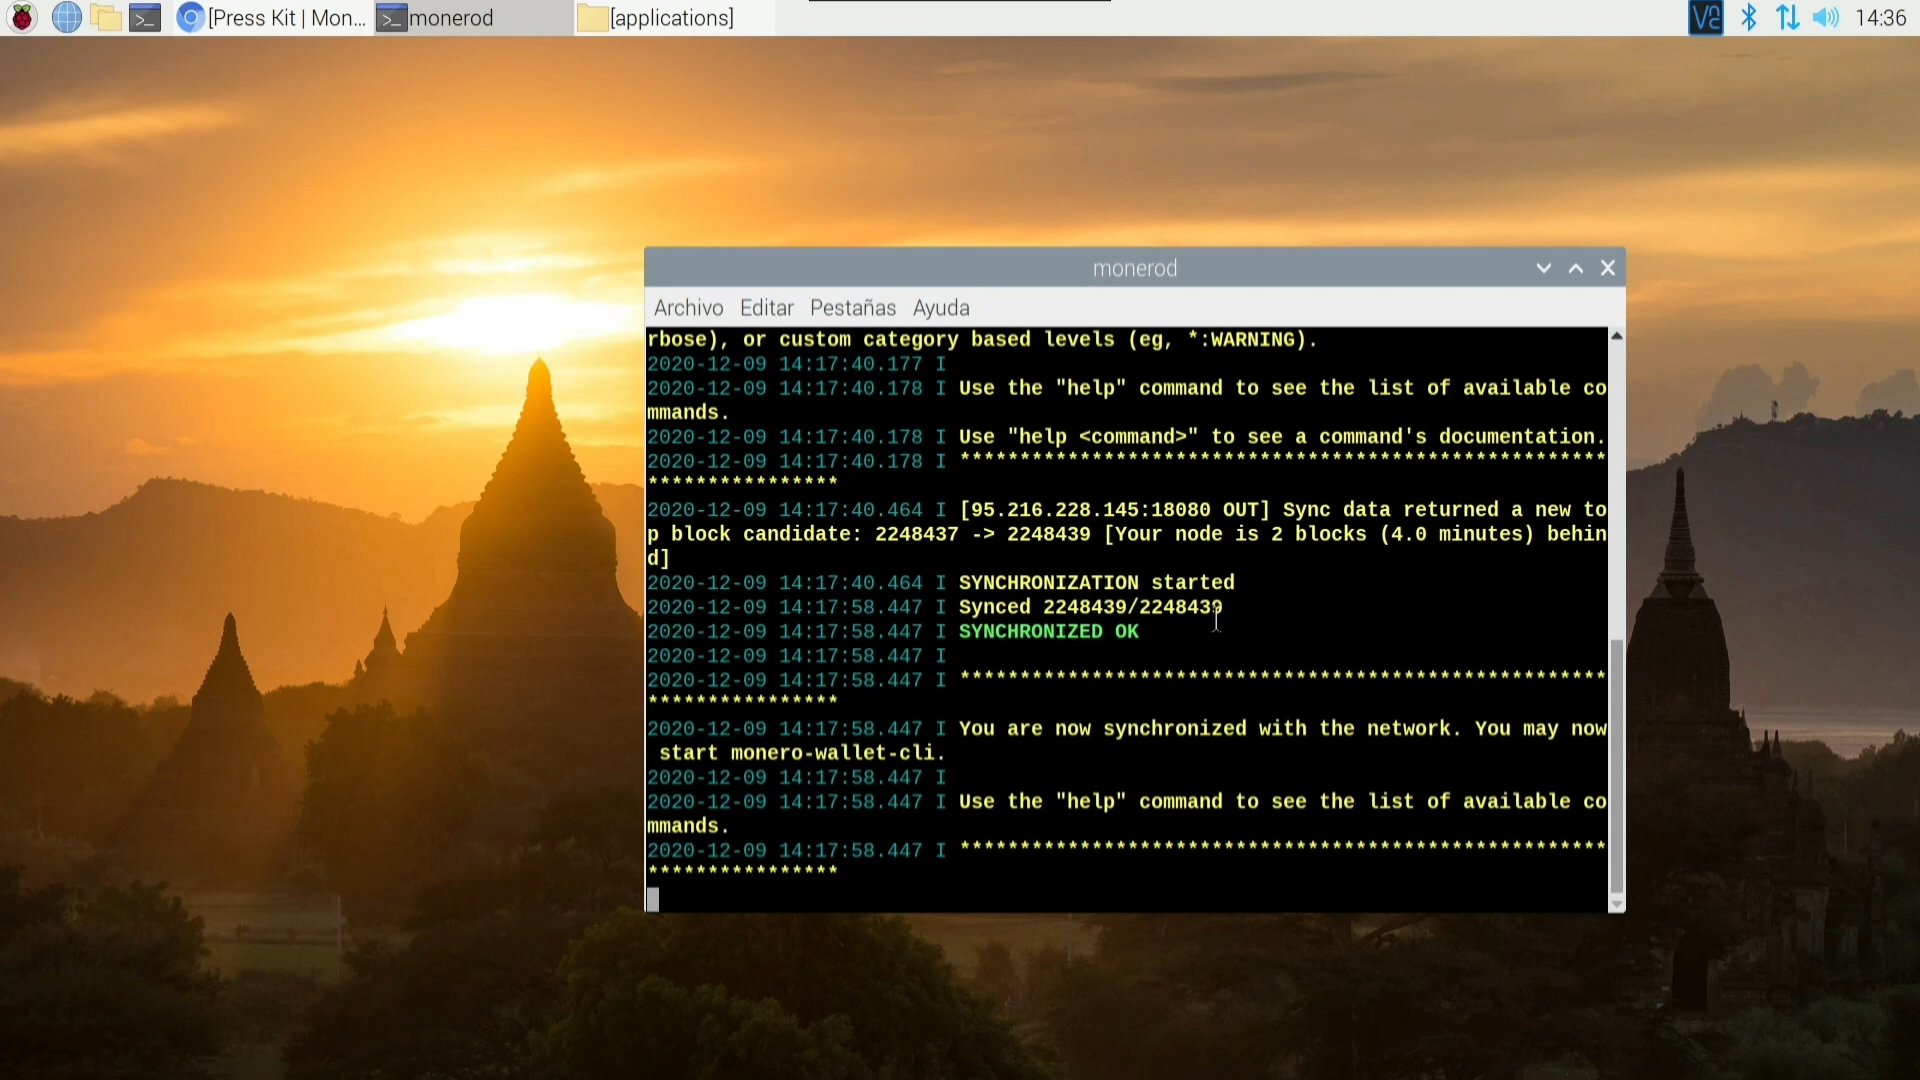 [Press Kit | Mon... monerod [applications] 14:36
monerod
Archivo Editar Pestañas Ayuda
rbose), or custom category based levels (eg, *:WARNING).
2020-12-09 14:17:40.177 I
2020-12-09 14:17:40.178 I Use the "help" command to see the list of available co
mmands.
2020-12-09 14:17:40.178 I Use "help <command>" to see a command's documentation.
2020-12-09 14:17:40.178 I ******************************************************
****************
2020-12-09 14:17:40.464 I [95.216.228.145:18080 OUT] Sync data returned a new to
p block candidate: 2248437 -> 2248439 [Your node is 2 blocks (4.0 minutes) behin
d]
2020-12-09 14:17:40.464 I SYNCHRONIZATION started
2020-12-09 14:17:58.447 I Synced 2248439/2248439
2020-12-09 14:17:58.447 I SYNCHRONIZED OK
2020-12-09 14:17:58.447 I
2020-12-09 14:17:58.447 I ******************************************************
****************
2020-12-09 14:17:58.447 I You are now synchronized with the network. You may now
 start monero-wallet-cli.
2020-12-09 14:17:58.447 I
2020-12-09 14:17:58.447 I Use the "help" command to see the list of available co
mmands.
2020-12-09 14:17:58.447 I ******************************************************
****************